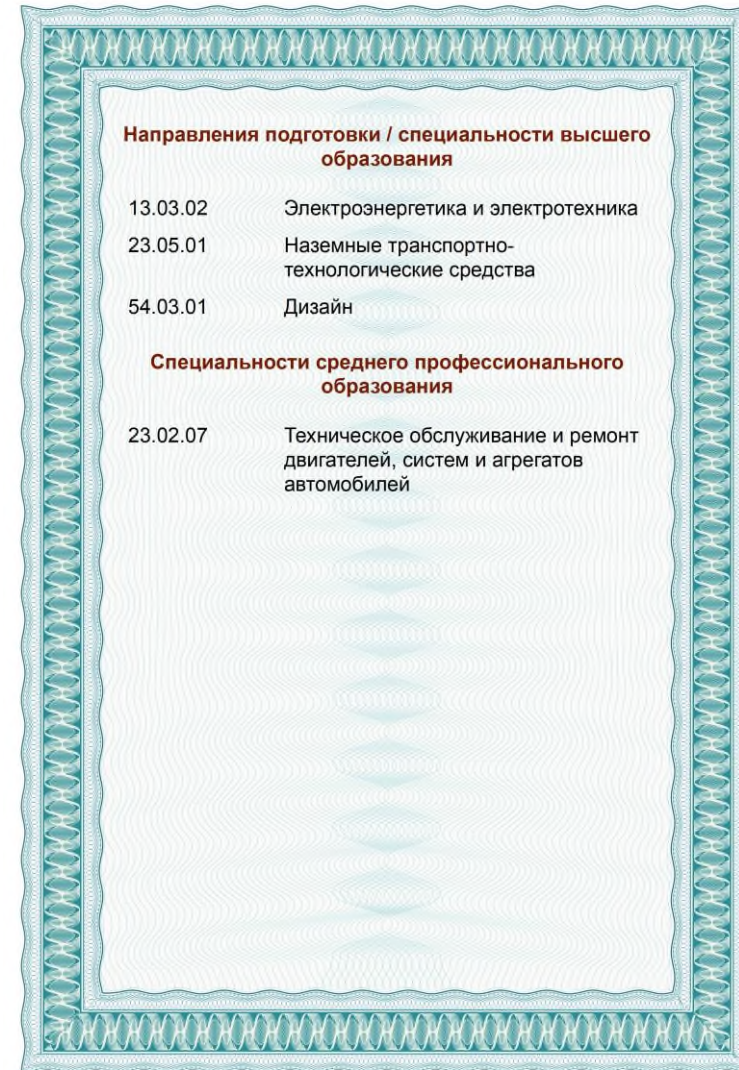 Направления подготовки / специальности высшего
образования
13.03.02 Электроэнергетика и электротехника
23.05.01 Наземные транспортно-
технологические средства
54.03.01 Дизайн
Специальности среднего профессионального
образования
23.02.07 Техническое обслуживание и ремонт
двигателей, систем и агрегатов
автомобилей